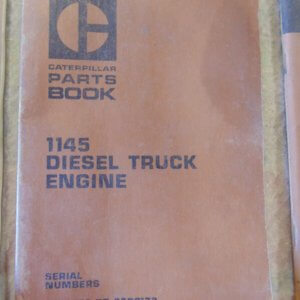 CATERPILLAR
PARTS
BOOK
1145
DIESEL TRUCK
ENGINE
SERIAL
NUMBERS